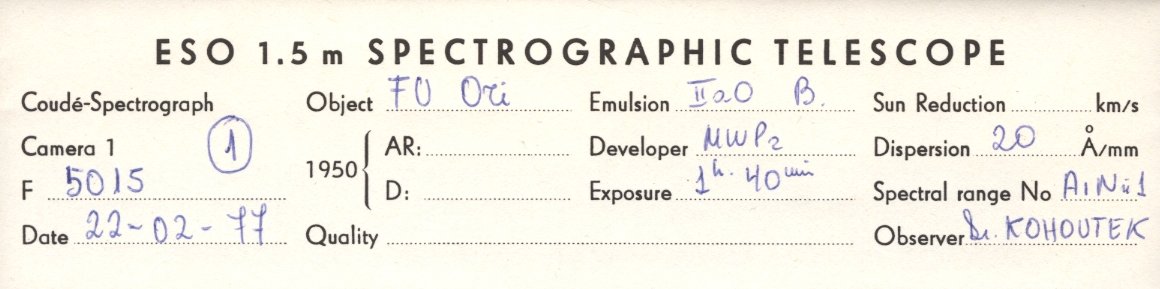 ESO 1.5 m SPECTROGRAPHIC TELESCOPE
Coudé-Spectrograph Object FU Ori Emulsion IIaO B. Sun Reduction km/s
Camera 1 ① 1950 { AR: Developer MWP2 Dispersion 20 Å/mm
F 5015 D: Exposure 1h. 40min Spectral range No
Date 22-02-77 Quality Observer Dr. KOHOUTEK